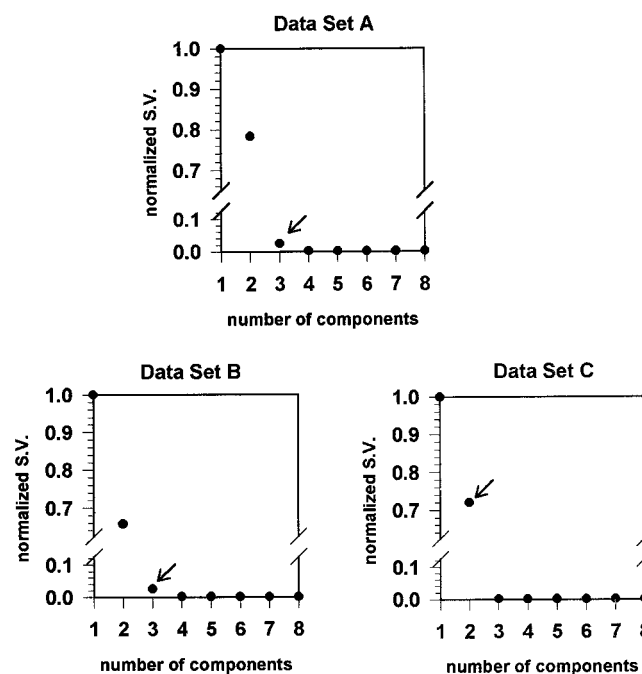 Data Set A
normalized S.V.
1.0
0.9
0.8
0.7
0.1
0.0
1 2 3 4 5 6 7 8
number of components
Data Set B
normalized S.V.
1.0
0.9
0.8
0.7
0.1
0.0
1 2 3 4 5 6 7 8
number of components
Data Set C
normalized S.V.
1.0
0.9
0.8
0.7
0.1
0.0
1 2 3 4 5 6 7 8
number of components